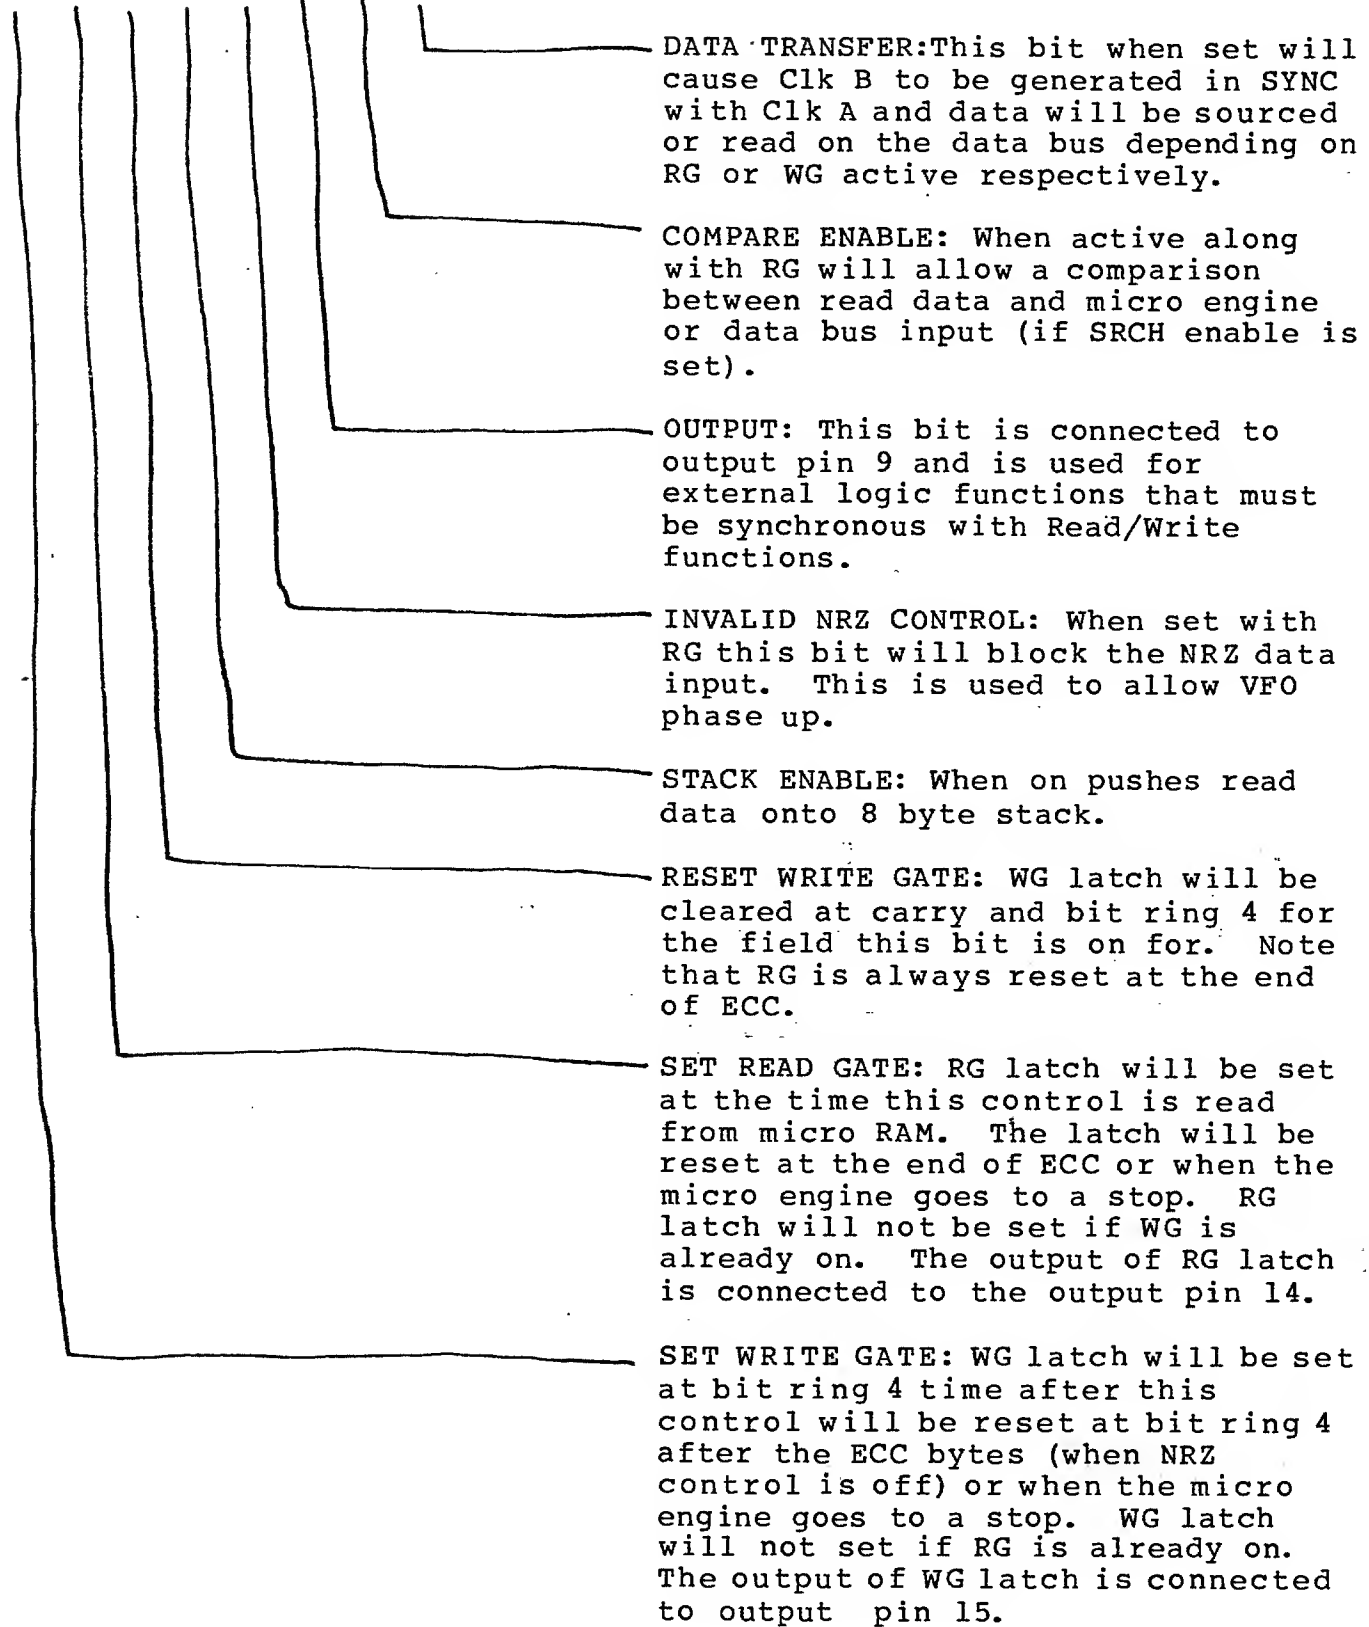 DATA TRANSFER:This bit when set will
cause Clk B to be generated in SYNC
with Clk A and data will be sourced
or read on the data bus depending on
RG or WG active respectively.
COMPARE ENABLE: When active along
with RG will allow a comparison
between read data and micro engine
or data bus input (if SRCH enable is
set).
OUTPUT: This bit is connected to
output pin 9 and is used for
external logic functions that must
be synchronous with Read/Write
functions.
INVALID NRZ CONTROL: When set with
RG this bit will block the NRZ data
input. This is used to allow VFO
phase up.
STACK ENABLE: When on pushes read
data onto 8 byte stack.
RESET WRITE GATE: WG latch will be
cleared at carry and bit ring 4 for
the field this bit is on for. Note
that RG is always reset at the end
of ECC.
SET READ GATE: RG latch will be set
at the time this control is read
from micro RAM. The latch will be
reset at the end of ECC or when the
micro engine goes to a stop. RG
latch will not be set if WG is
already on. The output of RG latch
is connected to the output pin 14.
SET WRITE GATE: WG latch will be set
at bit ring 4 time after this
control will be reset at bit ring 4
after the ECC bytes (when NRZ
control is off) or when the micro
engine goes to a stop. WG latch
will not set if RG is already on.
The output of WG latch is connected
to output pin 15.